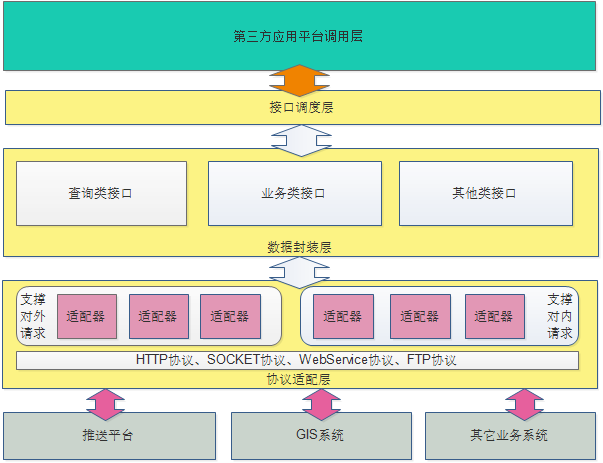 第三方应用平台调用层
接口调度层
查询类接口
业务类接口
其他类接口
数据封装层
支撑
对外
请求
适配器
适配器
适配器
适配器
适配器
适配器
支撑
对内
请求
HTTP协议、SOCKET协议、WebService协议、FTP协议
协议适配层
推送平台
GIS系统
其它业务系统